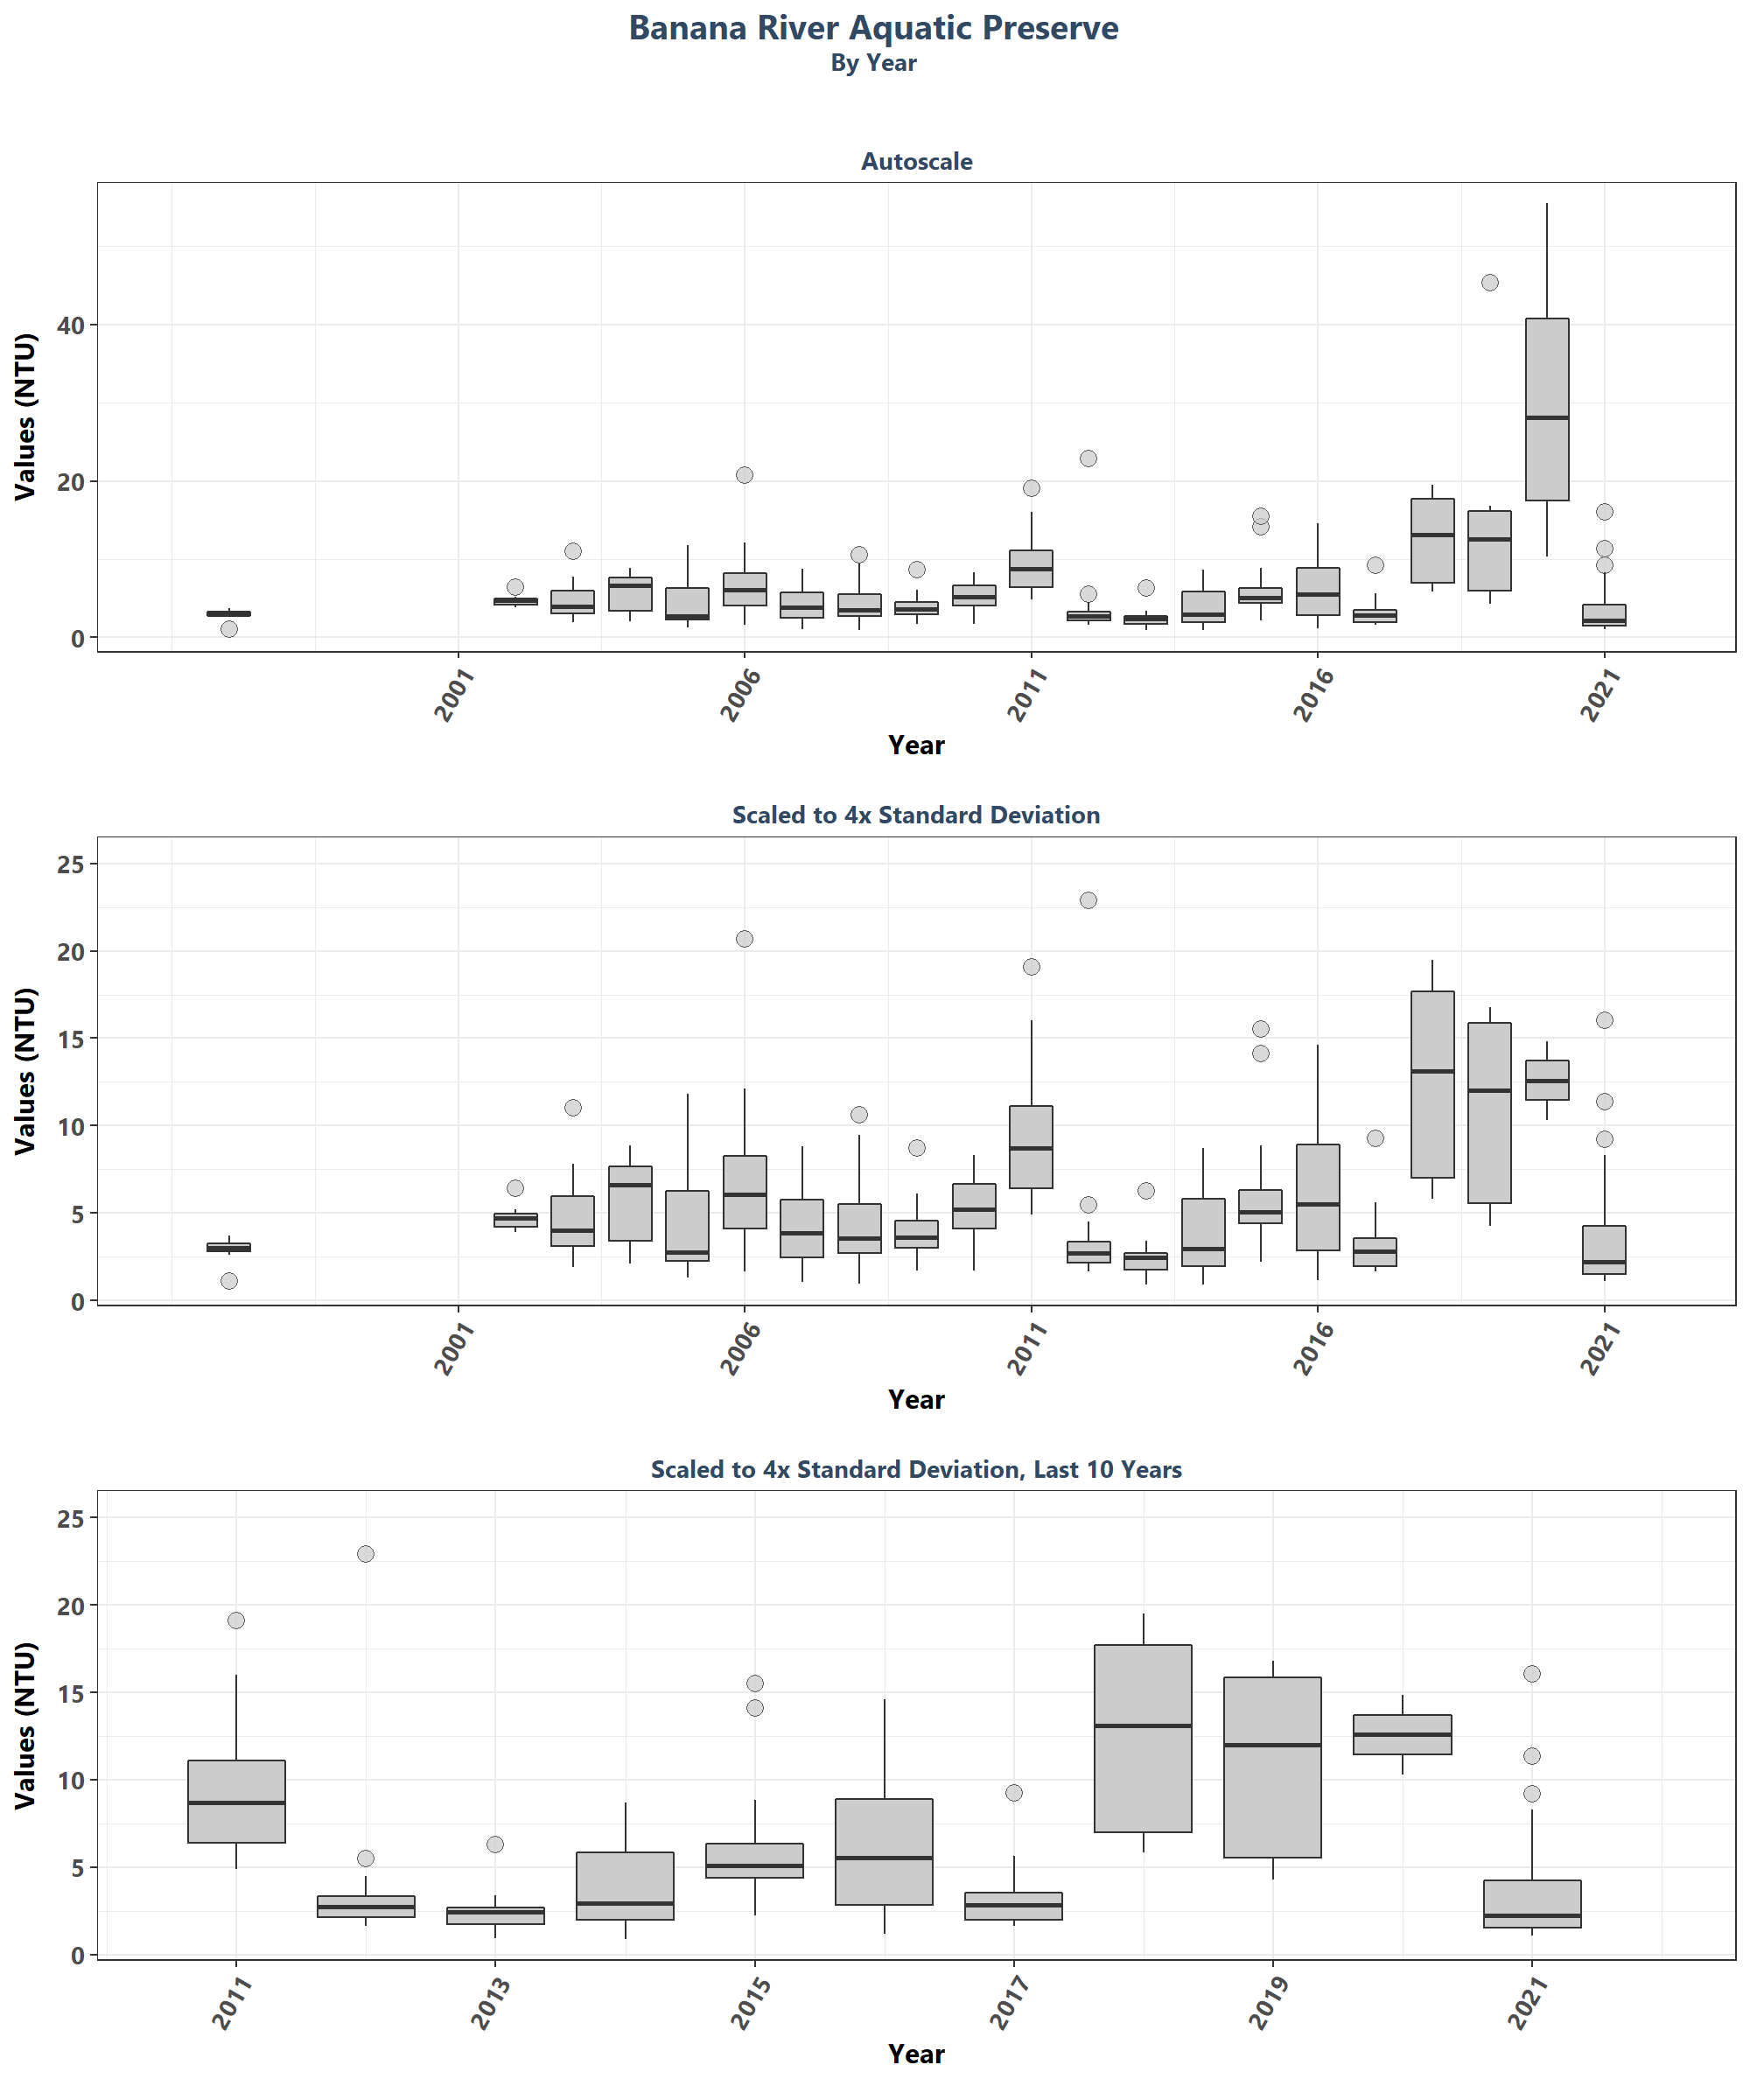 Banana River Aquatic Preserve
By Year
Autoscale
Values (NTU)
40
20
0
2001 2006 2011 2016 2021
Year
Scaled to 4x Standard Deviation
Values (NTU)
25
20
15
10
5
0
2001 2006 2011 2016 2021
Year
Scaled to 4x Standard Deviation, Last 10 Years
Values (NTU)
25
20
15
10
5
0
2011 2013 2015 2017 2019 2021
Year